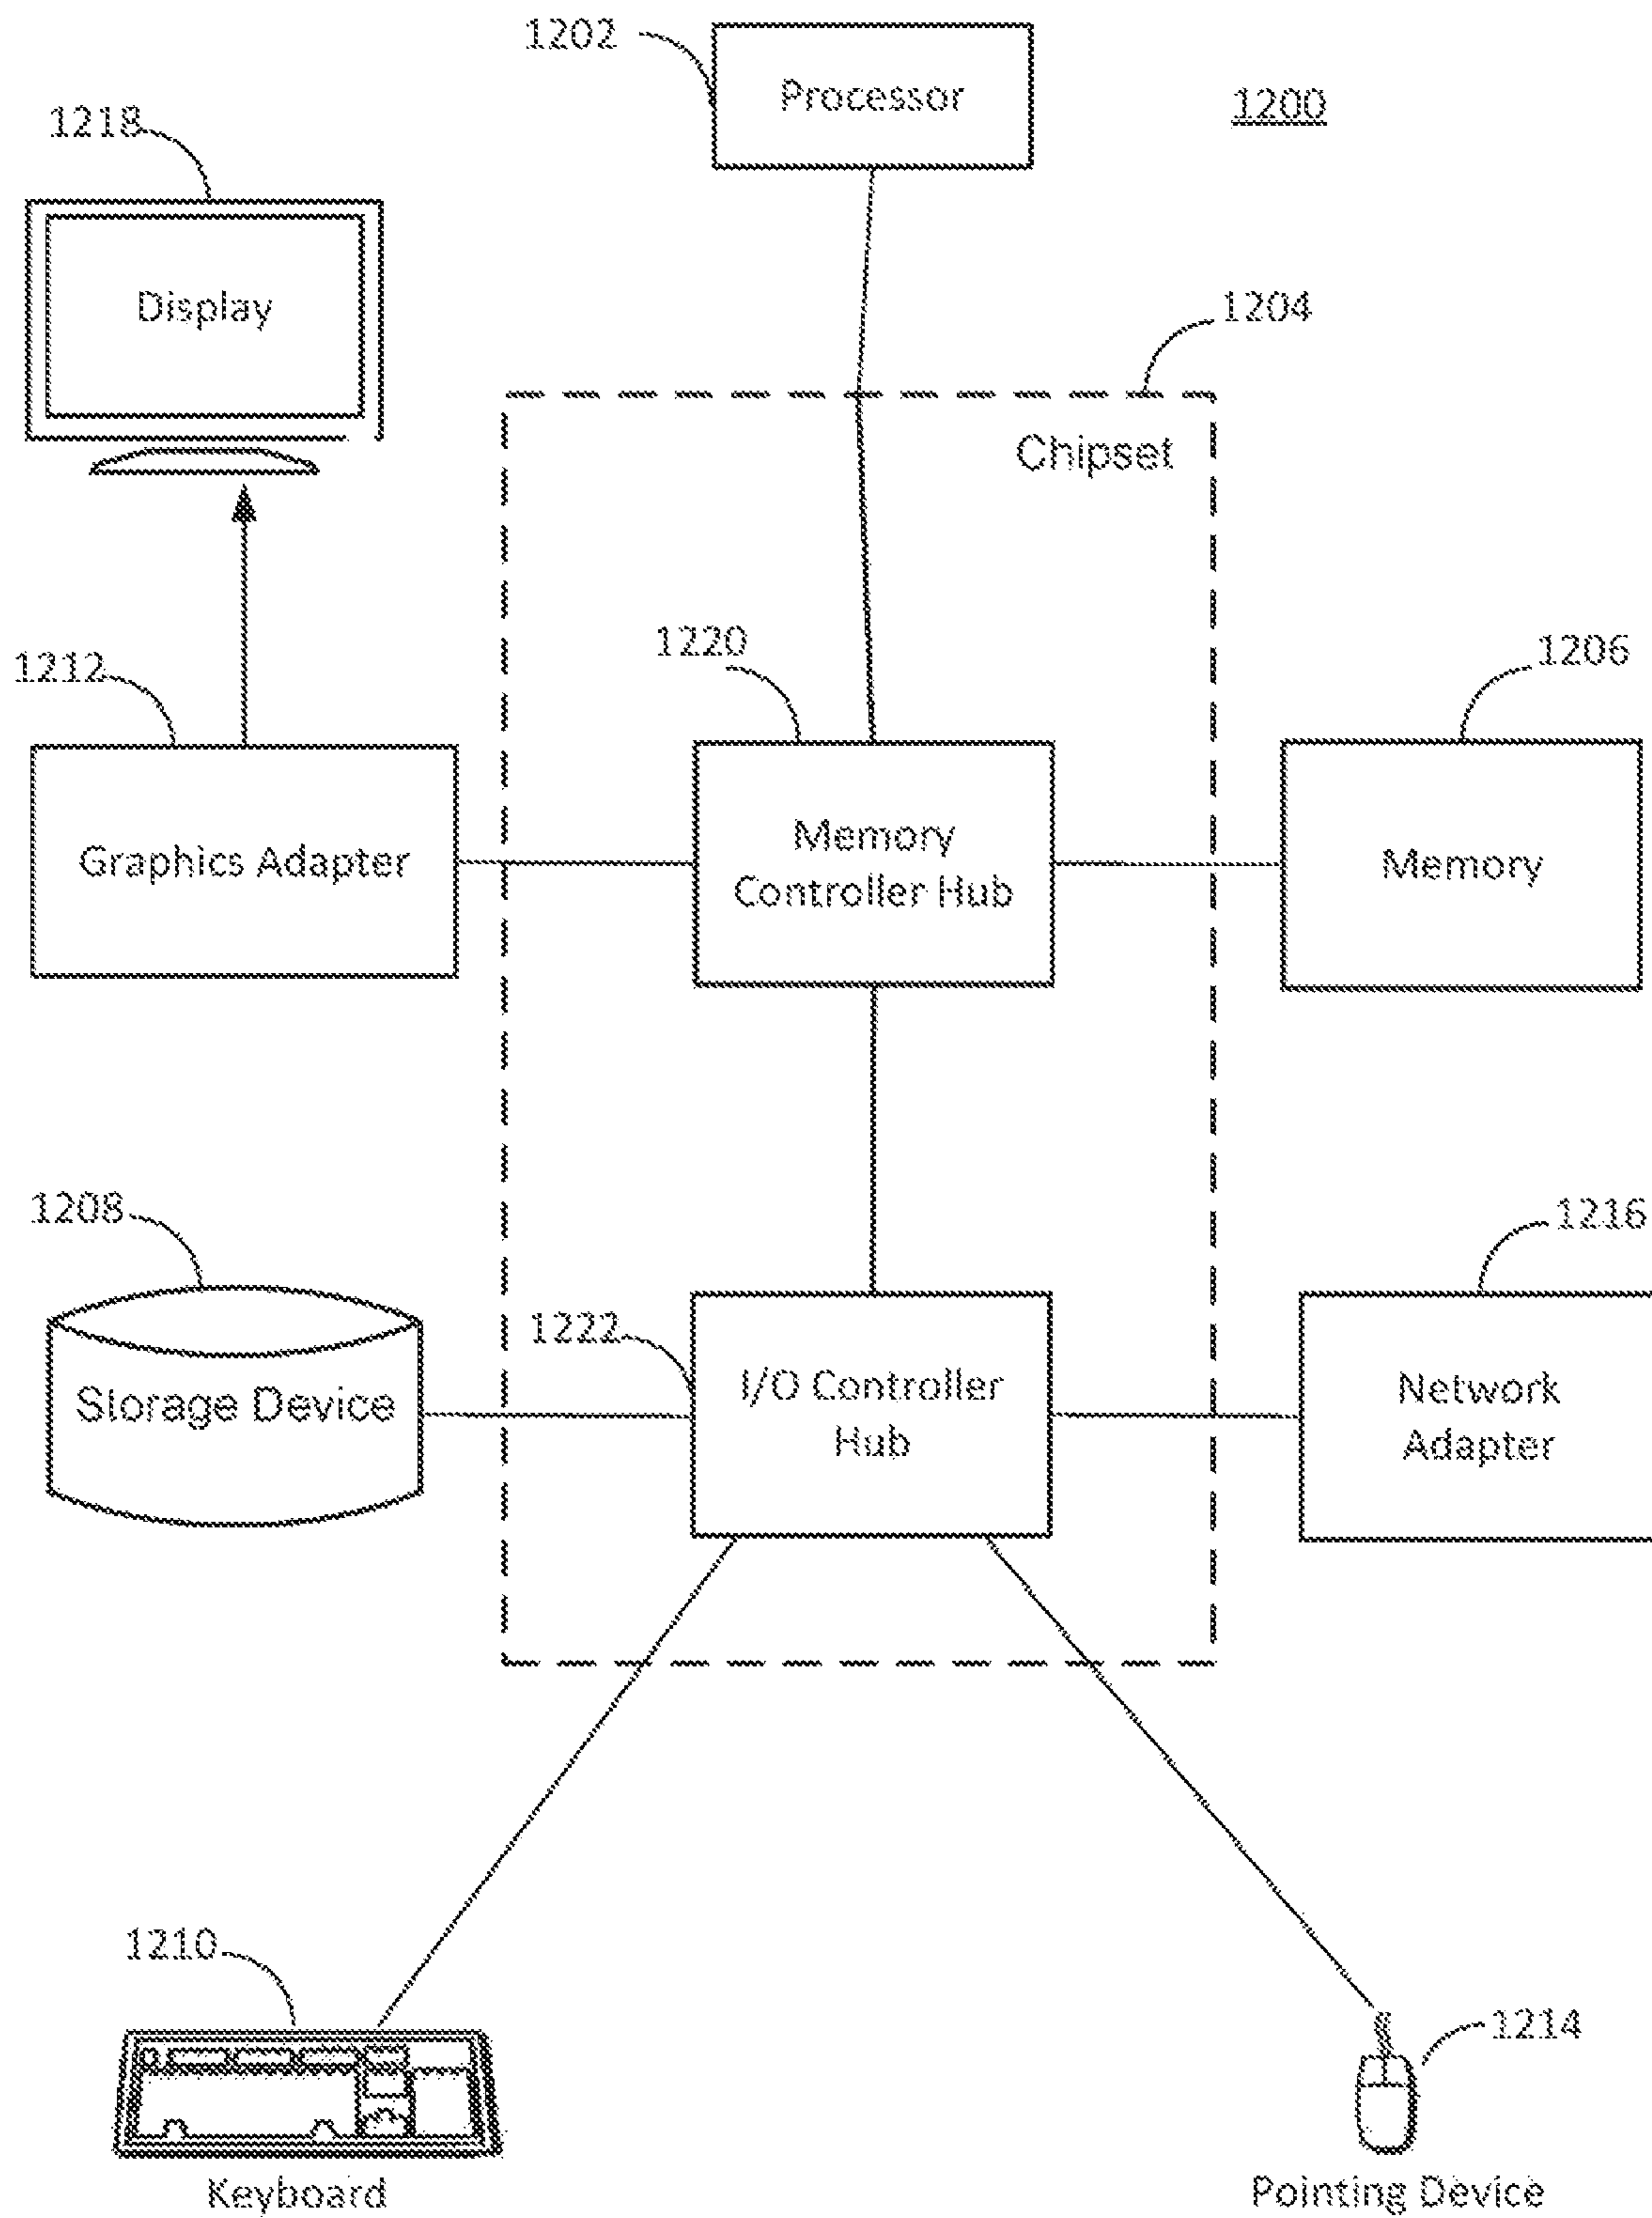 1202
Processor
1200
1218
Display
1204
Chipset
1212
1220
1206
Graphics Adapter
Memory
Controller Hub
Memory
1208
1222
1216
Storage Device
I/O Controller
Hub
Network
Adapter
1210
1214
Keyboard
Pointing Device